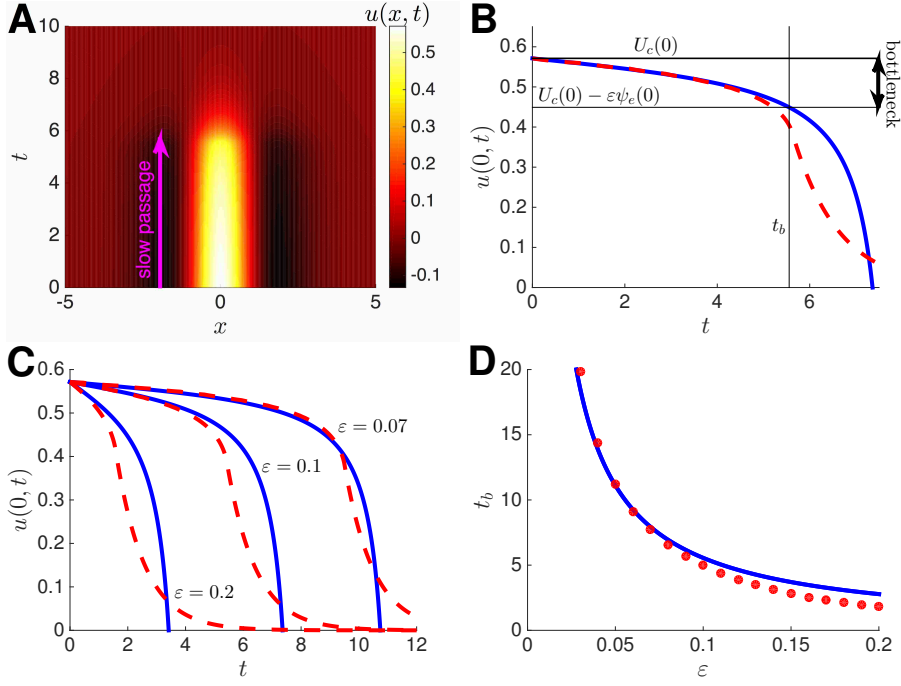 A
u(x, t)
10
8
6
4
2
0
t
slow passage
-5
0
5
x
0.5
0.4
0.3
0.2
0.1
0
-0.1
B
0.6
0.5
0.4
0.3
0.2
0.1
0
u(0, t)
U_c(0)
U_c(0) − εψ_e(0)
t_b
bottleneck
0
2
4
6
t
C
0.6
0.5
0.4
0.3
0.2
0.1
0
u(0, t)
ε = 0.07
ε = 0.1
ε = 0.2
0
2
4
6
8
10
12
t
D
20
15
10
5
0
t_b
0
0.05
0.1
0.15
0.2
ε